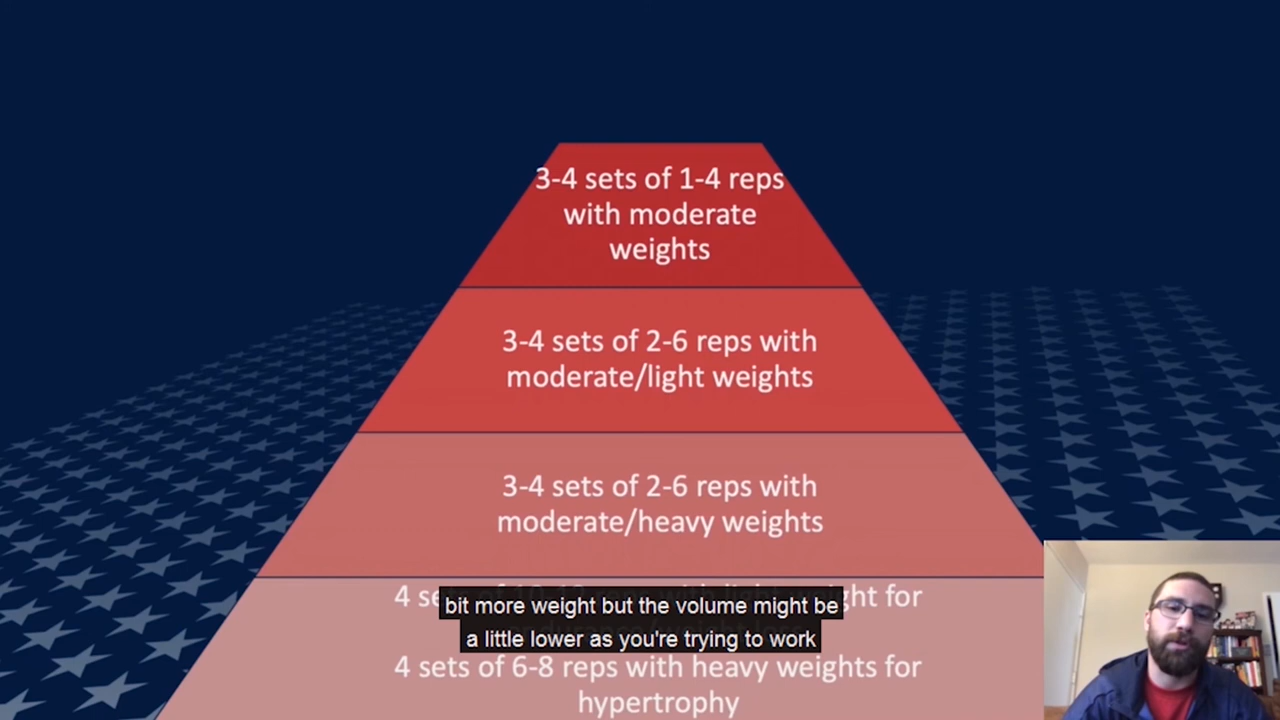 3-4 sets of 1-4 reps
with moderate
weights
3-4 sets of 2-6 reps with
moderate/light weights
3-4 sets of 2-6 reps with
moderate/heavy weights
4 for
bit more weight but the volume might be
a little lower as you're trying to work
4 sets of 6-8 reps with heavy weights for
hypertrophy